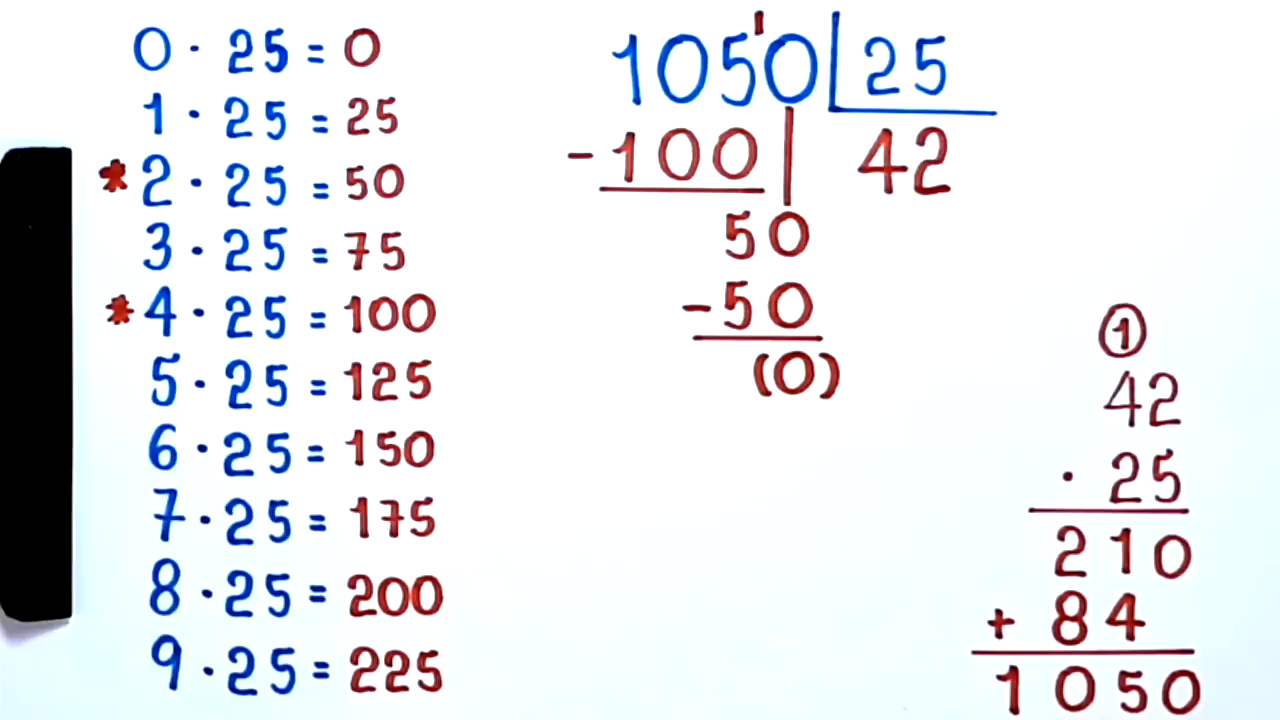 0 · 25 = 0
1 · 25 = 25
* 2 · 25 = 50
3 · 25 = 75
* 4 · 25 = 100
5 · 25 = 125
6 · 25 = 150
7 · 25 = 175
8 · 25 = 200
9 · 25 = 225
105'0 | 25
-100 | 42
50
-50
(0)
①
42
· 25
210
+ 84
1050